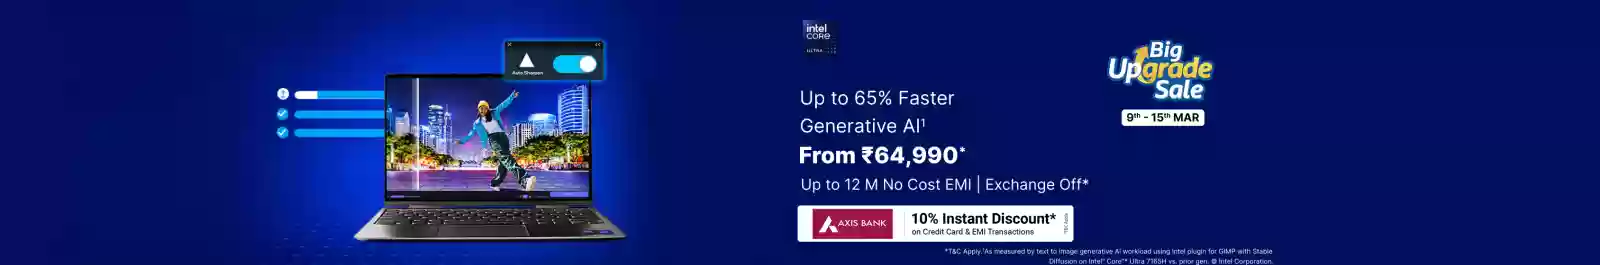 Auto Sharpen
intel
CORE
ULTRA
Up to 65% Faster
Generative AI¹
From ₹64,990*
Up to 12 M No Cost EMI | Exchange Off*
AXIS BANK
10% Instant Discount*
on Credit Card & EMI Transactions
*T&C Apply
Big
Upgrade
Sale
9th - 15th MAR
*T&C Apply. ¹As measured by text to image generative AI workload using Intel plugin for GIMP with Stable
Diffusion on Intel® Core™ Ultra 7165H vs. prior gen. © Intel Corporation.